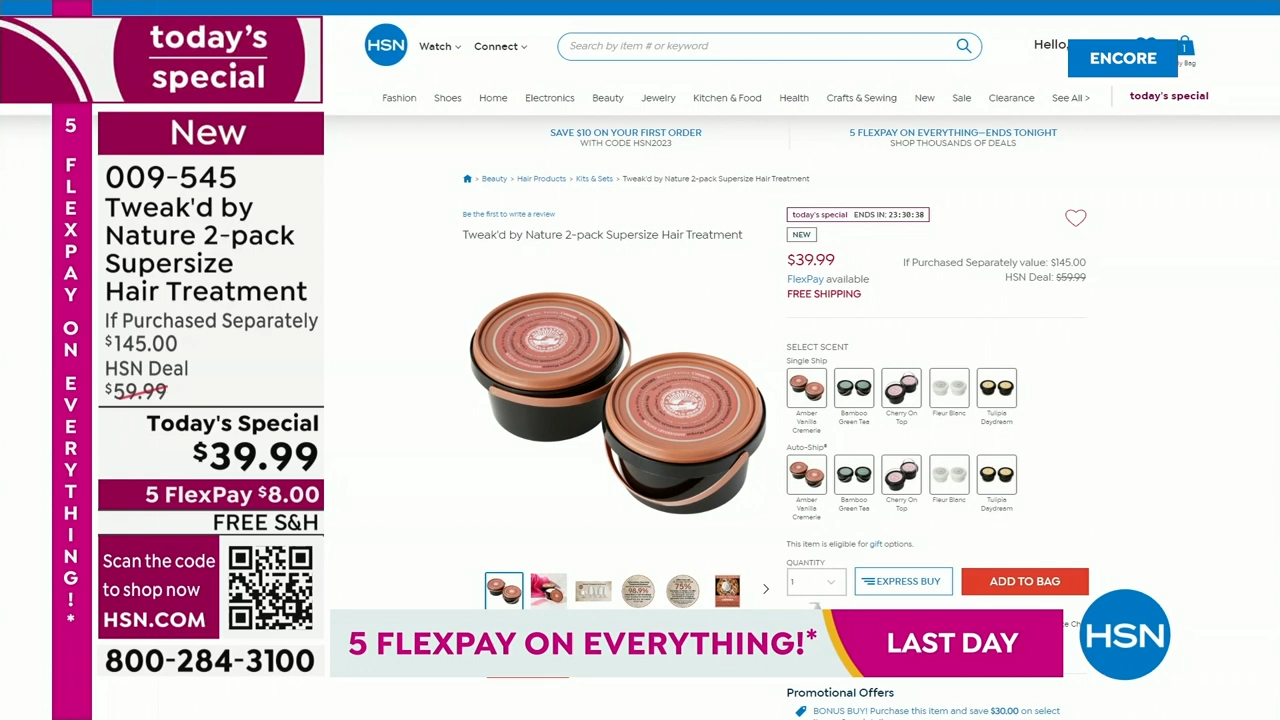 today's
special
5 FLEXPAY ON EVERYTHING!*
New
009-545
Tweak'd by
Nature 2-pack
Supersize
Hair Treatment
If Purchased Separately
$145.00
HSN Deal
$59.99
Today's Special
$39.99
5 FlexPay $8.00
FREE S&H
Scan the code
to shop now
HSN.COM
800-284-3100
HSN
Watch
Connect
Search by item # or keyword
Hello,
ENCORE
1
Bag
Fashion Shoes Home Electronics Beauty Jewelry Kitchen & Food Health Crafts & Sewing New Sale Clearance See All > today's special
SAVE $10 ON YOUR FIRST ORDER
WITH CODE HSN2023
5 FLEXPAY ON EVERYTHING—ENDS TONIGHT
SHOP THOUSANDS OF DEALS
> Beauty > Hair Products > Kits & Sets > Tweak'd by Nature 2-pack Supersize Hair Treatment
Be the first to write a review
Tweak'd by Nature 2-pack Supersize Hair Treatment
today's special ENDS IN: 23:30:38
NEW
$39.99
If Purchased Separately value: $145.00
FlexPay available
HSN Deal: $59.99
FREE SHIPPING
SELECT SCENT
Single Ship
Amber Vanilla Cremerie
Bamboo Green Tea
Cherry On Top
Fleur Blanc
Tulipia Daydream
Auto-Ship®
Amber Vanilla Cremerie
Bamboo Green Tea
Cherry On Top
Fleur Blanc
Tulipia Daydream
This item is eligible for gift options.
QUANTITY
1
EXPRESS BUY
ADD TO BAG
98.9%
75%
5 FLEXPAY ON EVERYTHING!*
LAST DAY
HSN
Promotional Offers
BONUS BUY! Purchase this item and save $30.00 on select